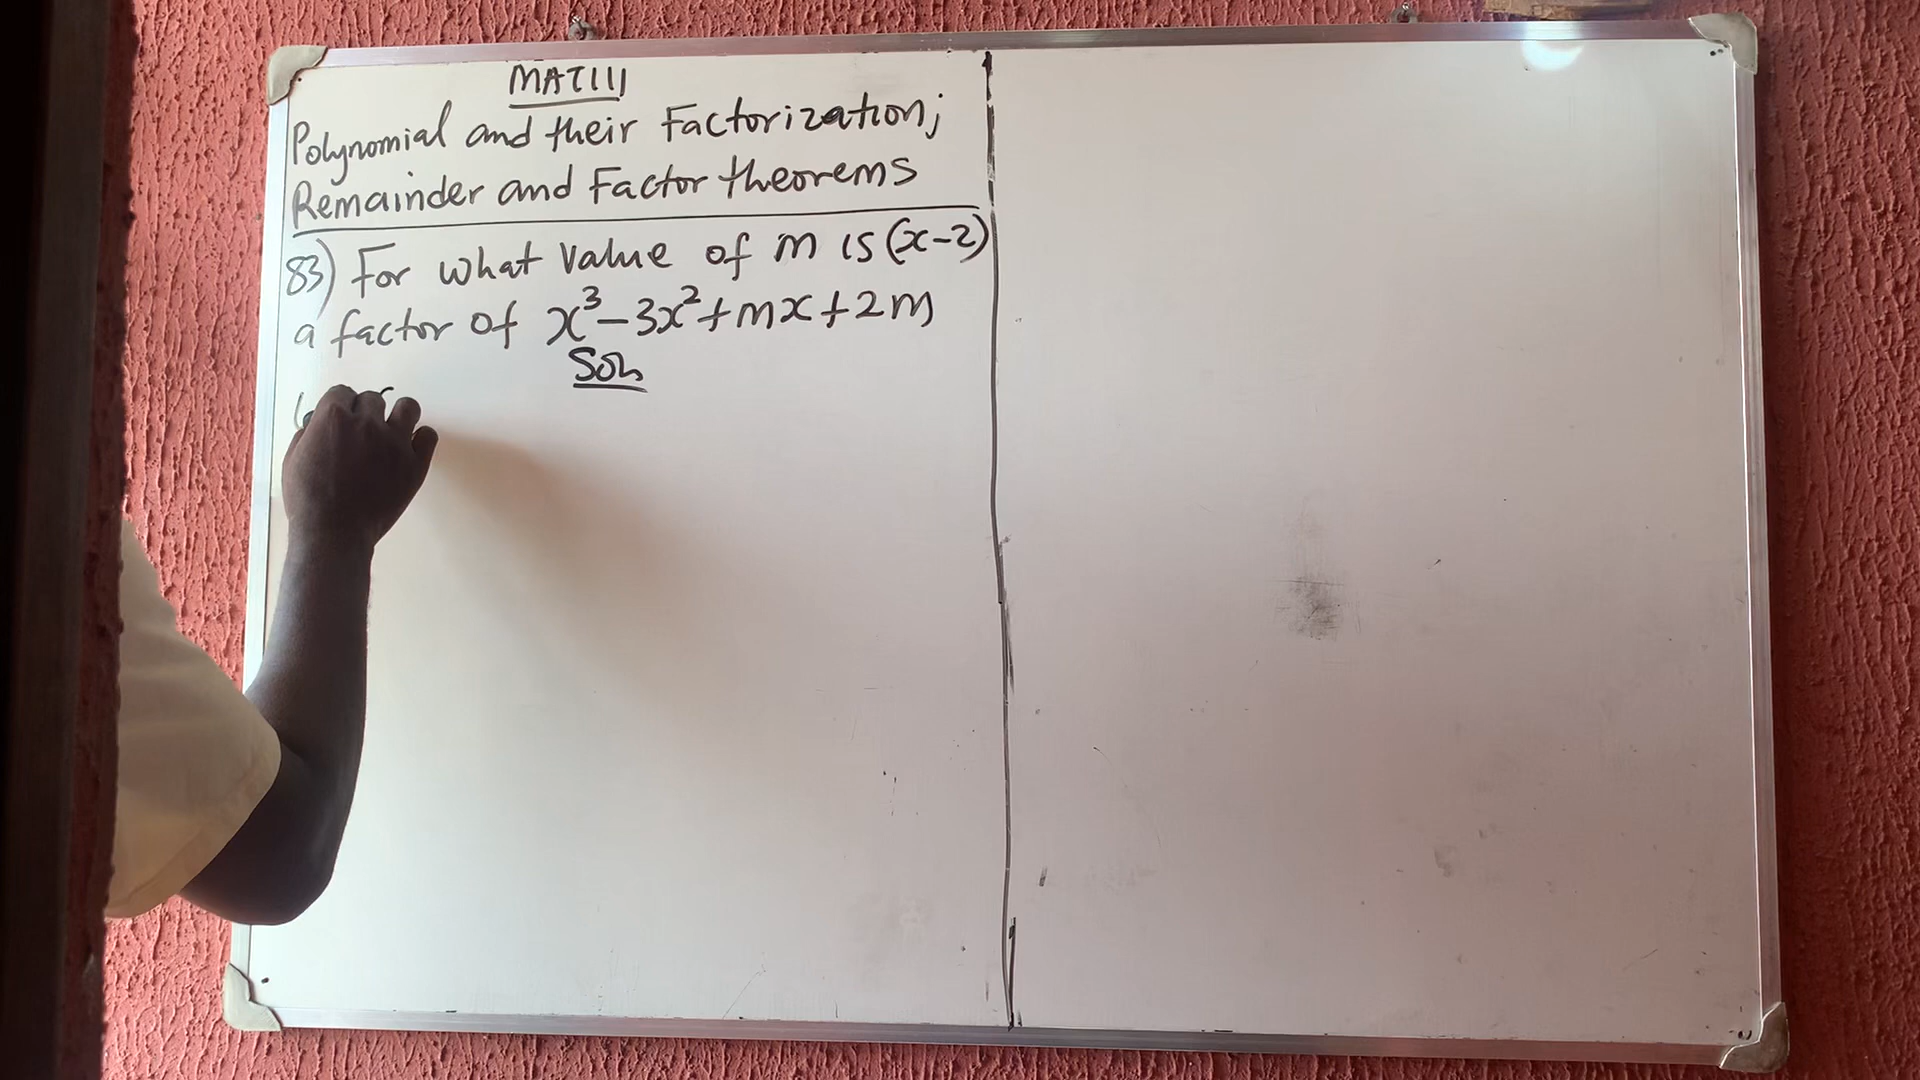 MAT111
Polynomial and their Factorization;
Remainder and Factor theorems
83) For what value of m is (x-2)
a factor of x³-3x²+mx+2m
Soln